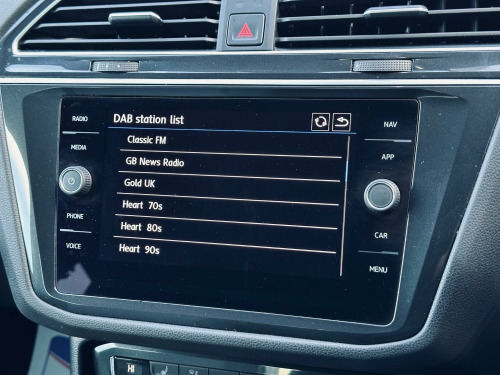 DAB station list
RADIO
MEDIA
PHONE
VOICE
Classic FM
GB News Radio
Gold UK
Heart 70s
Heart 80s
Heart 90s
NAV
APP
CAR
MENU